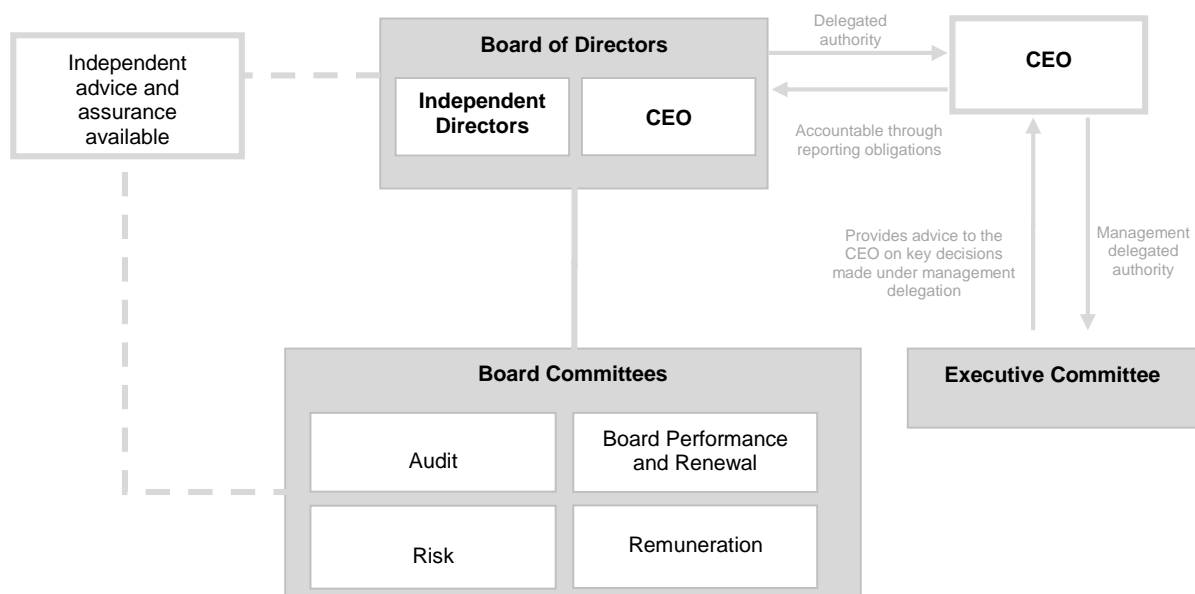 Independent
advice and
assurance
available
Board of Directors
Independent
Directors
CEO
Delegated
authority
CEO
Accountable through
reporting obligations
Provides advice to the
CEO on key decisions
made under management
delegation
Management
delegated
authority
Board Committees
Audit
Board Performance
and Renewal
Risk
Remuneration
Executive Committee